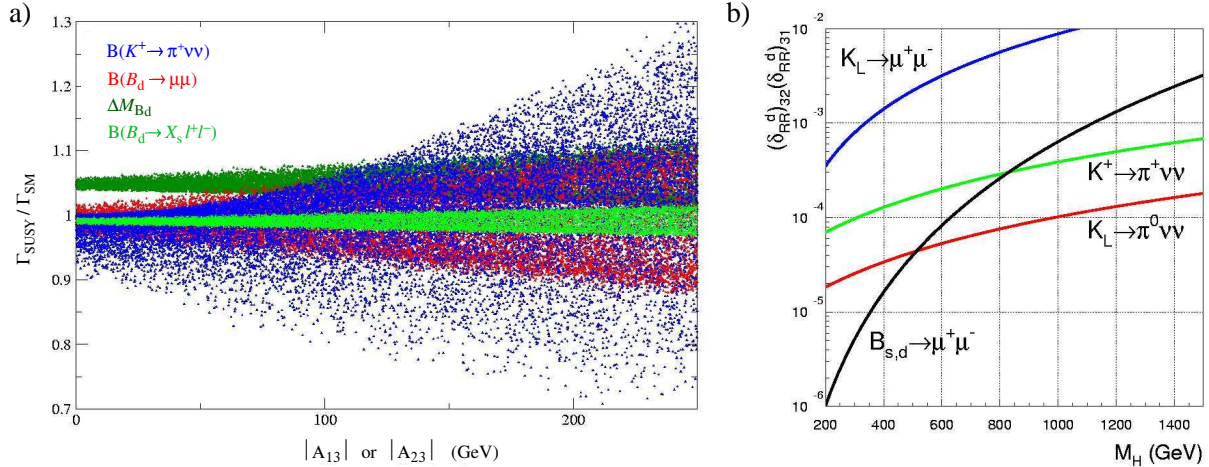 a)
1.3
1.2
1.1
1
0.9
0.8
0.7
Γ_SUSY / Γ_SM
B(K⁺→π⁺νν)
B(B_d→μμ)
ΔM_Bd
B(B_d→X_s l⁺l⁻)
0 100 200
|A₁₃| or |A₂₃| (GeV)
b)
(δ^d_RR)₃₂(δ^d_RR)₃₁
10⁻²
10⁻³
10⁻⁴
10⁻⁵
10⁻⁶
K_L→μ⁺μ⁻
K⁺→π⁺νν
K_L→π⁰νν
B_s,d→μ⁺μ⁻
200 400 600 800 1000 1200 1400
M_H (GeV)